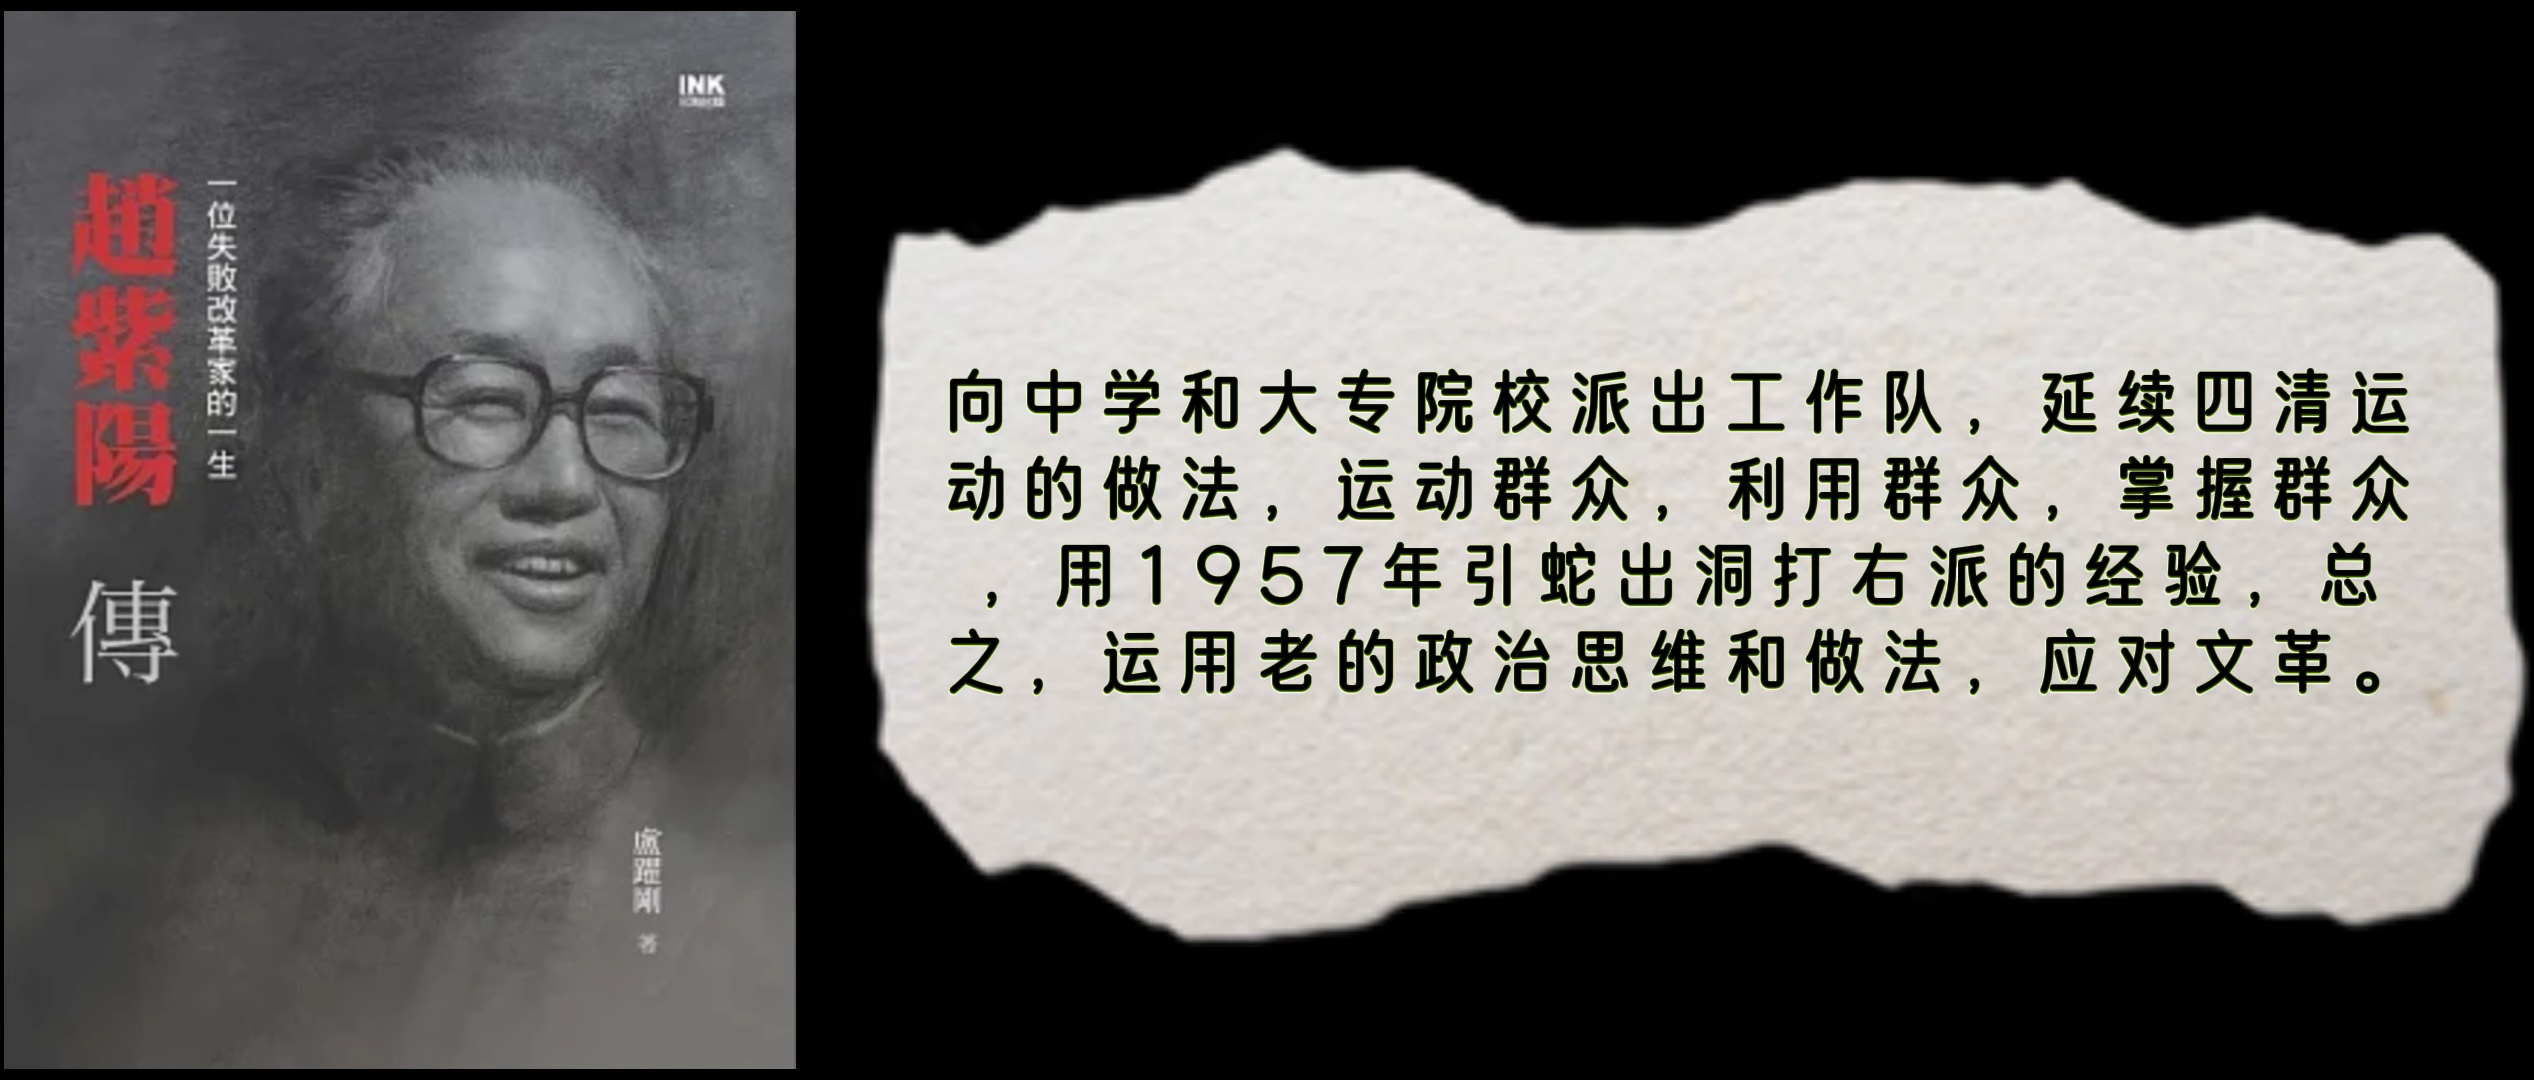 INK
趙紫陽傳
一位失敗改革家的一生
盧躍剛 著
向中学和大专院校派出工作队，延续四清运
动的做法，运动群众，利用群众，掌握群众
，用1957年引蛇出洞打右派的经验，总
之，运用老的政治思维和做法，应对文革。